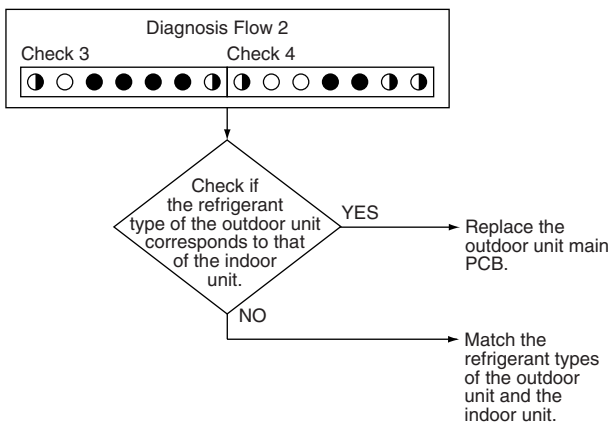 Diagnosis Flow 2
Check 3 Check 4
Check if
the refrigerant
type of the outdoor unit
corresponds to that
of the indoor
unit.
YES
Replace the
outdoor unit main
PCB.
NO
Match the
refrigerant types
of the outdoor
unit and the
indoor unit.